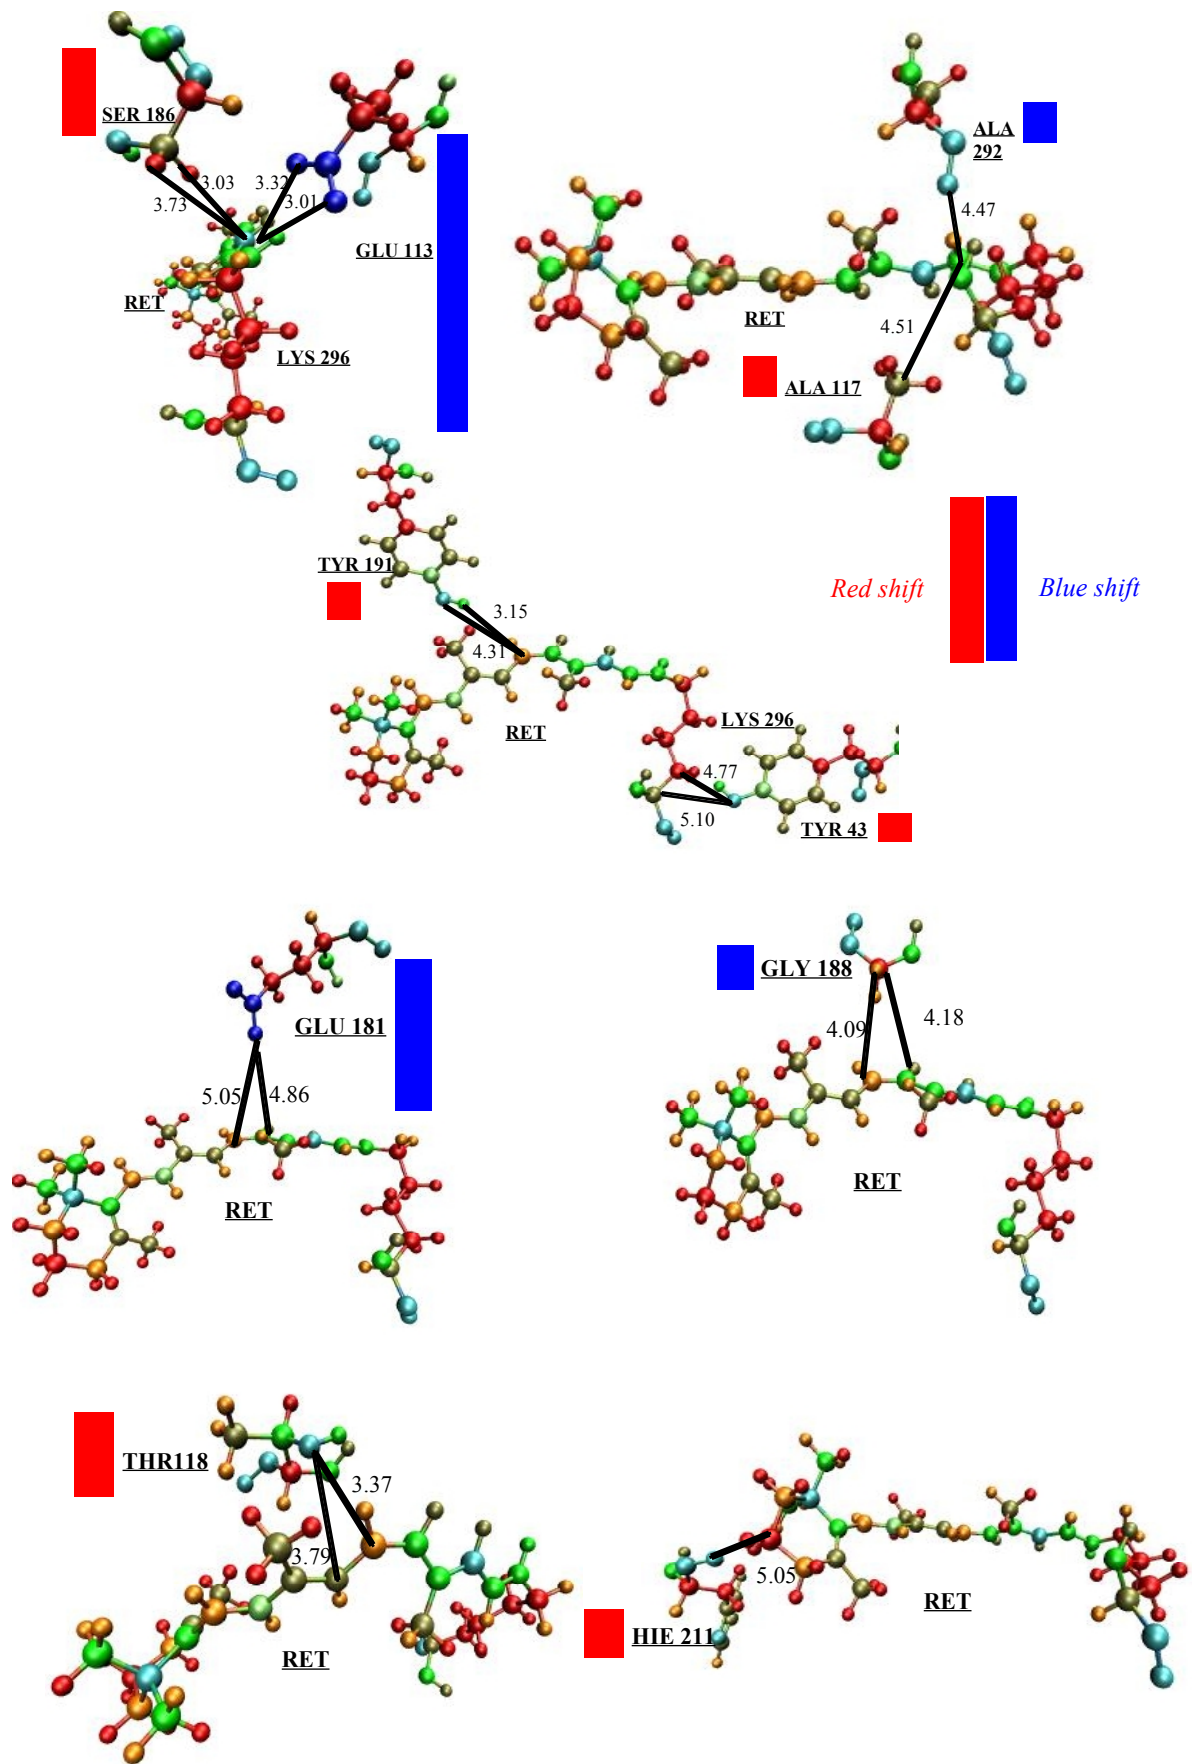 SER 186
3.03
3.73
3.32
3.01
GLU 113
RET
LYS 296
ALA
292
4.47
RET
4.51
ALA 117
TYR 191
3.15
4.31
RET
LYS 296
4.77
5.10
TYR 43
Red shift
Blue shift
GLU 181
5.05
4.86
RET
GLY 188
4.09
4.18
RET
THR118
3.37
3.79
RET
5.05
HIE 211
RET